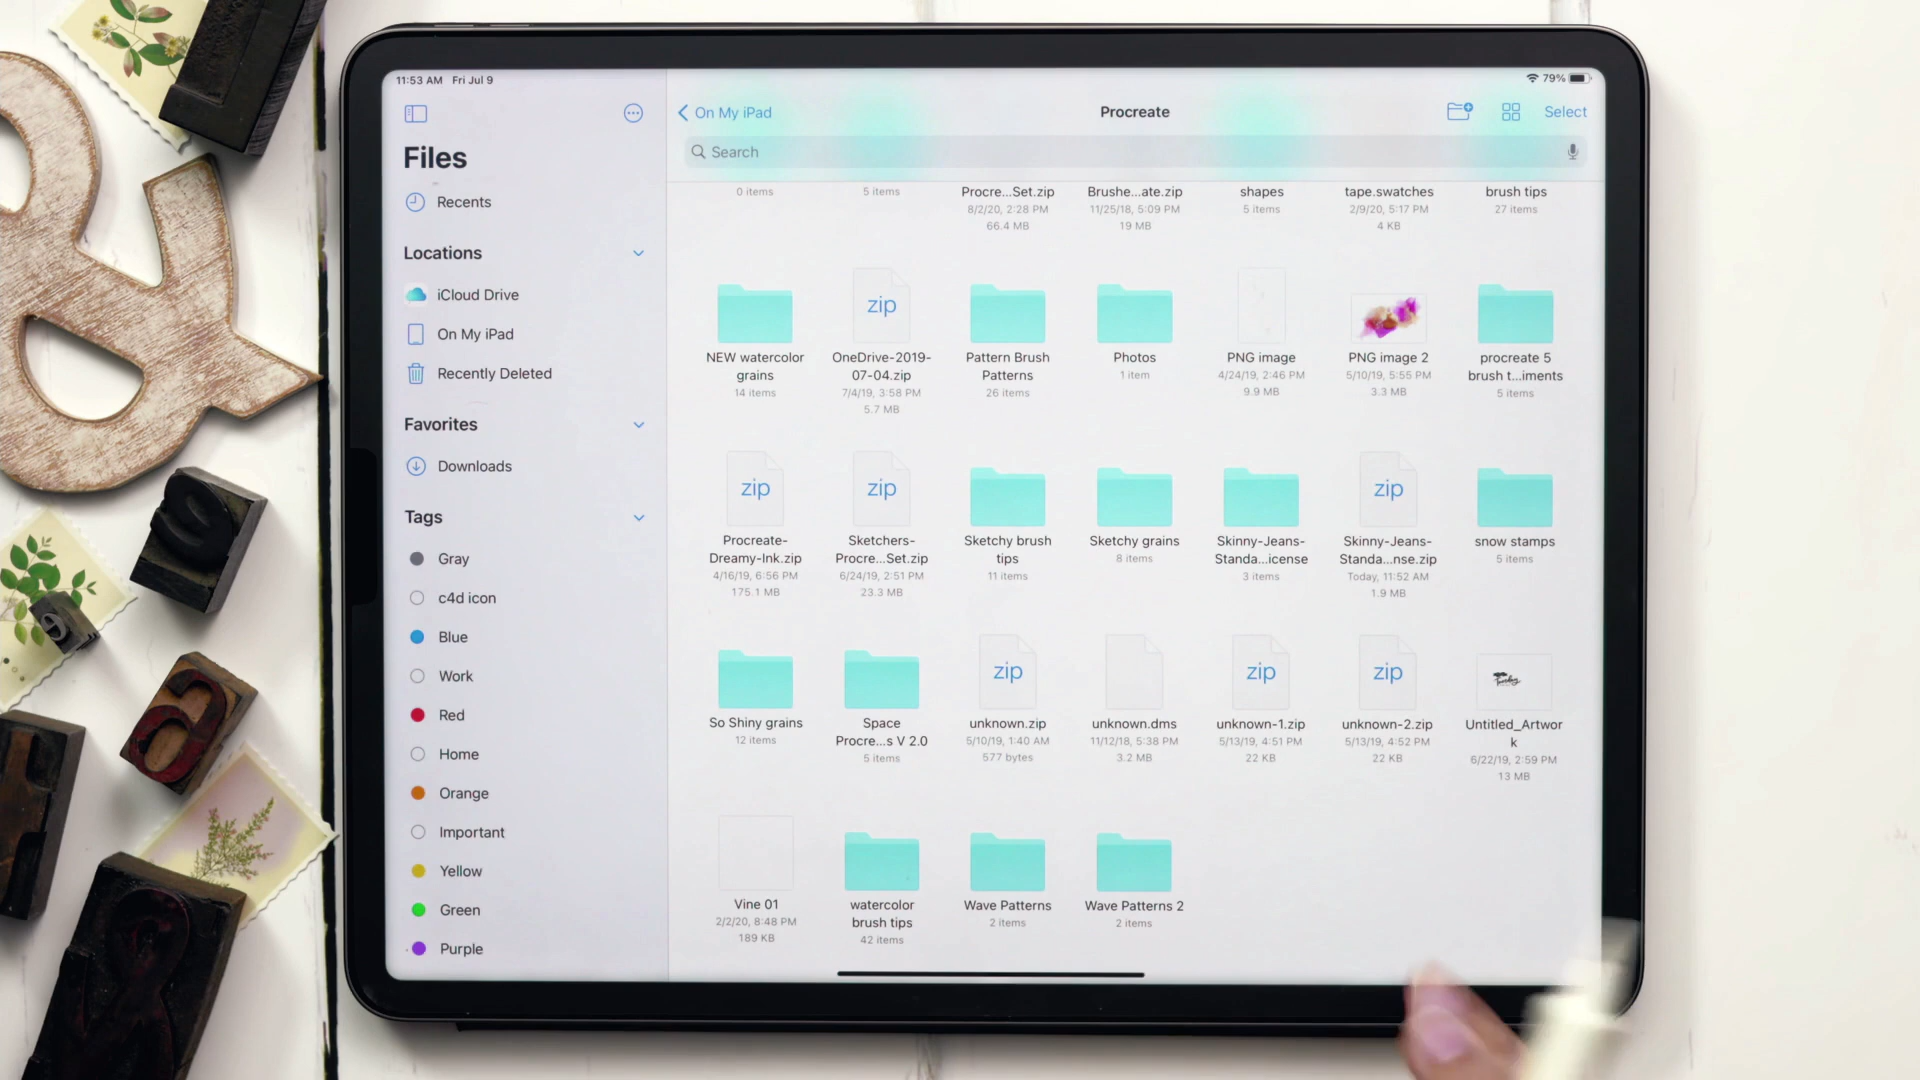 11:53 AM Fri Jul 9
79%
Files
Recents
Locations
iCloud Drive
On My iPad
Recently Deleted
Favorites
Downloads
Tags
Gray
c4d icon
Blue
Work
Red
Home
Orange
Important
Yellow
Green
Purple
On My iPad
Procreate
Select
Search
0 items
5 items
Procre...Set.zip
8/2/20, 2:28 PM
66.4 MB
Brushe...ate.zip
11/25/18, 5:09 PM
19 MB
shapes
5 items
tape.swatches
2/9/20, 5:17 PM
4 KB
brush tips
27 items
NEW watercolor
grains
14 items
zip
OneDrive-2019-
07-04.zip
7/4/19, 3:58 PM
5.7 MB
Pattern Brush
Patterns
26 items
Photos
1 item
PNG image
4/24/19, 2:46 PM
9.9 MB
PNG image 2
5/10/19, 5:55 PM
3.3 MB
procreate 5
brush t...iments
5 items
zip
Procreate-
Dreamy-Ink.zip
4/16/19, 6:56 PM
175.1 MB
zip
Sketchers-
Procre...Set.zip
6/24/19, 2:51 PM
23.3 MB
Sketchy brush
tips
11 items
Sketchy grains
8 items
Skinny-Jeans-
Standa...icense
3 items
zip
Skinny-Jeans-
Standa...nse.zip
Today, 11:52 AM
1.9 MB
snow stamps
5 items
So Shiny grains
12 items
Space
Procre...s V 2.0
5 items
zip
unknown.zip
5/10/19, 1:40 AM
577 bytes
unknown.dms
11/12/18, 5:38 PM
3.2 MB
zip
unknown-1.zip
5/13/19, 4:51 PM
22 KB
zip
unknown-2.zip
5/13/19, 4:52 PM
22 KB
Untitled_Artwor
k
6/22/19, 2:59 PM
13 MB
Vine 01
2/2/20, 8:48 PM
189 KB
watercolor
brush tips
42 items
Wave Patterns
2 items
Wave Patterns 2
2 items
&
e
a